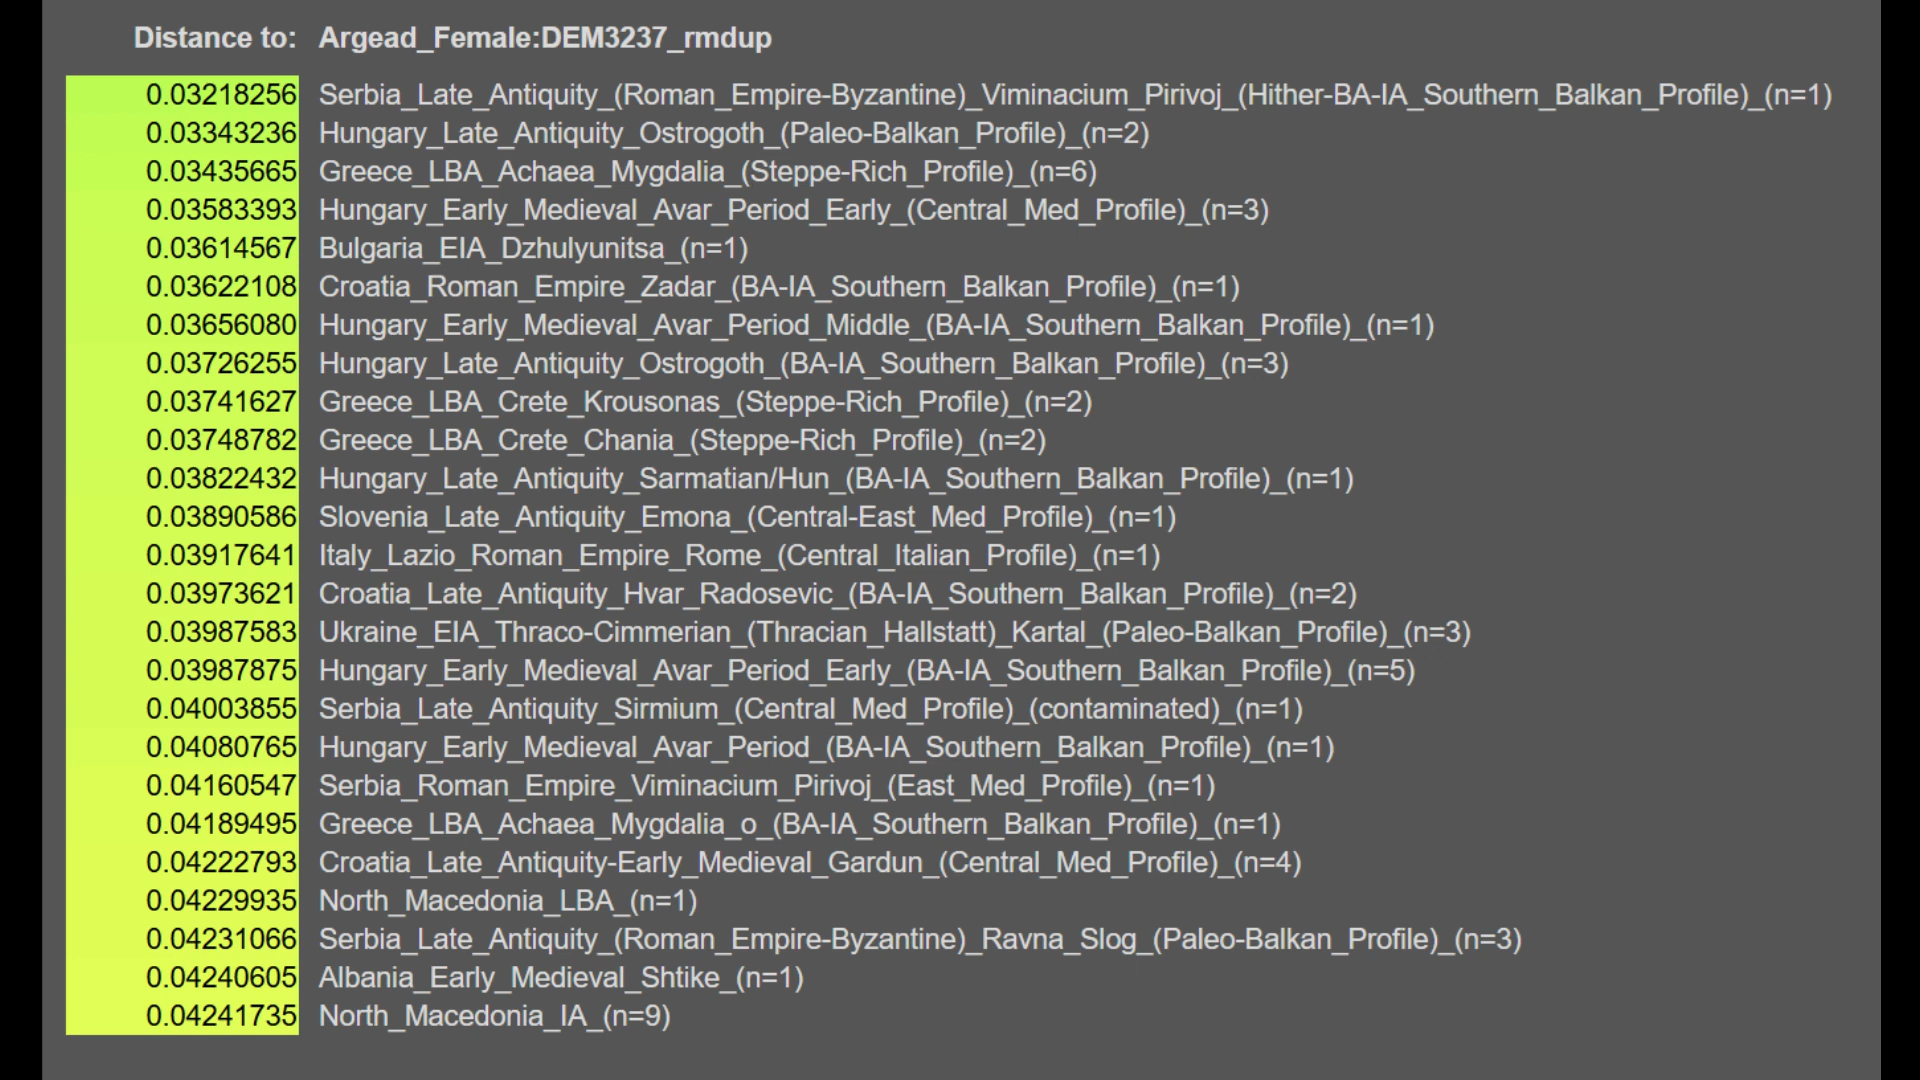 Distance to: Argead_Female:DEM3237_rmdup
0.03218256 Serbia_Late_Antiquity_(Roman_Empire-Byzantine)_Viminacium_Pirivoj_(Hither-BA-IA_Southern_Balkan_Profile)_(n=1)
0.03343236 Hungary_Late_Antiquity_Ostrogoth_(Paleo-Balkan_Profile)_(n=2)
0.03435665 Greece_LBA_Achaea_Mygdalia_(Steppe-Rich_Profile)_(n=6)
0.03583393 Hungary_Early_Medieval_Avar_Period_Early_(Central_Med_Profile)_(n=3)
0.03614567 Bulgaria_EIA_Dzhulyunitsa_(n=1)
0.03622108 Croatia_Roman_Empire_Zadar_(BA-IA_Southern_Balkan_Profile)_(n=1)
0.03656080 Hungary_Early_Medieval_Avar_Period_Middle_(BA-IA_Southern_Balkan_Profile)_(n=1)
0.03726255 Hungary_Late_Antiquity_Ostrogoth_(BA-IA_Southern_Balkan_Profile)_(n=3)
0.03741627 Greece_LBA_Crete_Krousonas_(Steppe-Rich_Profile)_(n=2)
0.03748782 Greece_LBA_Crete_Chania_(Steppe-Rich_Profile)_(n=2)
0.03822432 Hungary_Late_Antiquity_Sarmatian/Hun_(BA-IA_Southern_Balkan_Profile)_(n=1)
0.03890586 Slovenia_Late_Antiquity_Emona_(Central-East_Med_Profile)_(n=1)
0.03917641 Italy_Lazio_Roman_Empire_Rome_(Central_Italian_Profile)_(n=1)
0.03973621 Croatia_Late_Antiquity_Hvar_Radosevic_(BA-IA_Southern_Balkan_Profile)_(n=2)
0.03987583 Ukraine_EIA_Thraco-Cimmerian_(Thracian_Hallstatt)_Kartal_(Paleo-Balkan_Profile)_(n=3)
0.03987875 Hungary_Early_Medieval_Avar_Period_Early_(BA-IA_Southern_Balkan_Profile)_(n=5)
0.04003855 Serbia_Late_Antiquity_Sirmium_(Central_Med_Profile)_(contaminated)_(n=1)
0.04080765 Hungary_Early_Medieval_Avar_Period_(BA-IA_Southern_Balkan_Profile)_(n=1)
0.04160547 Serbia_Roman_Empire_Viminacium_Pirivoj_(East_Med_Profile)_(n=1)
0.04189495 Greece_LBA_Achaea_Mygdalia_o_(BA-IA_Southern_Balkan_Profile)_(n=1)
0.04222793 Croatia_Late_Antiquity-Early_Medieval_Gardun_(Central_Med_Profile)_(n=4)
0.04229935 North_Macedonia_LBA_(n=1)
0.04231066 Serbia_Late_Antiquity_(Roman_Empire-Byzantine)_Ravna_Slog_(Paleo-Balkan_Profile)_(n=3)
0.04240605 Albania_Early_Medieval_Shtike_(n=1)
0.04241735 North_Macedonia_IA_(n=9)